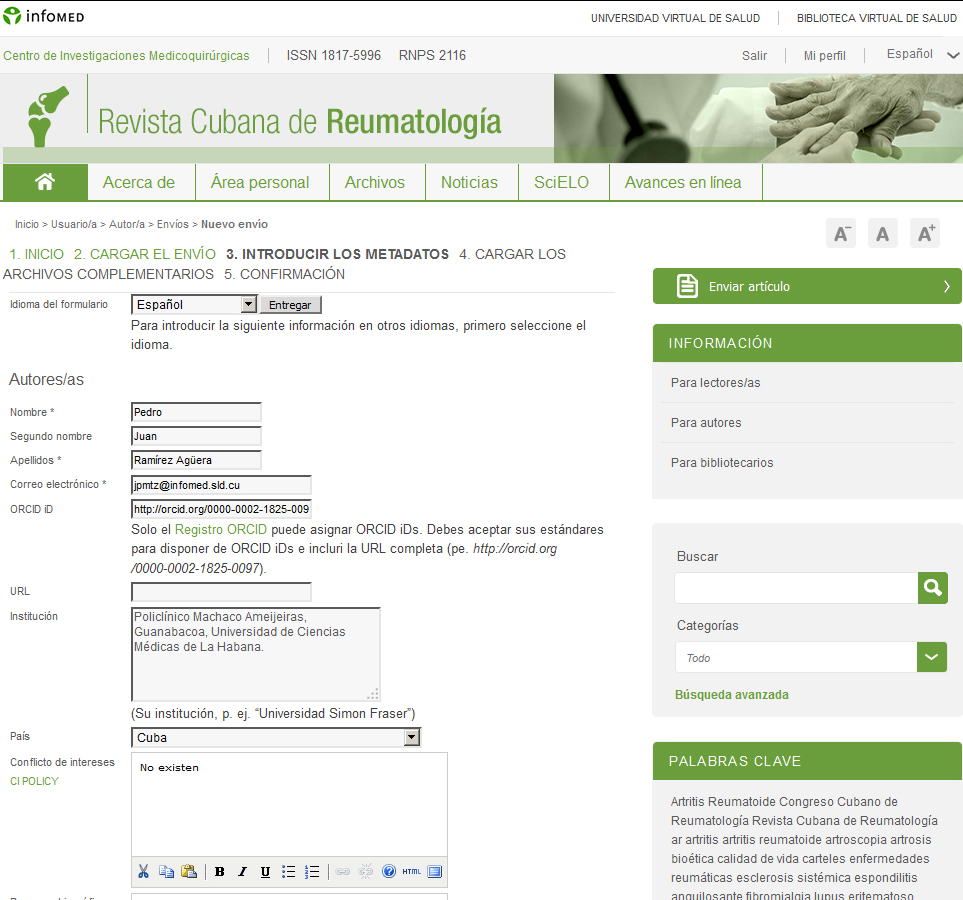 infOMED
UNIVERSIDAD VIRTUAL DE SALUD
BIBLIOTECA VIRTUAL DE SALUD
Centro de Investigaciones Medicoquirúrgicas
ISSN 1817-5996 RNPS 2116
Salir
Mi perfil
Español
Revista Cubana de Reumatología
Acerca de
Área personal
Archivos
Noticias
SciELO
Avances en línea
Inicio > Usuario/a > Autor/a > Envíos > Nuevo envío
A- A A+
1. INICIO 2. CARGAR EL ENVÍO 3. INTRODUCIR LOS METADATOS 4. CARGAR LOS
ARCHIVOS COMPLEMENTARIOS 5. CONFIRMACIÓN
Idioma del formulario
Español
Entregar
Para introducir la siguiente información en otros idiomas, primero seleccione el
idioma.
Autores/as
Nombre *
Pedro
Segundo nombre
Juan
Apellidos *
Ramírez Agüera
Correo electrónico *
jpmtz@infomed.sld.cu
ORCID iD
http://orcid.org/0000-0002-1825-009
Solo el Registro ORCID puede asignar ORCID iDs. Debes aceptar sus estándares
para disponer de ORCID iDs e incluri la URL completa (pe. http://orcid.org
/0000-0002-1825-0097).
URL
Institución
Policlínico Machaco Ameijeiras,
Guanabacoa, Universidad de Ciencias
Médicas de La Habana.
(Su institución, p. ej. “Universidad Simon Fraser”)
País
Cuba
Conflicto de intereses
CI POLICY
No existen
B I U
HTML
Enviar artículo
INFORMACIÓN
Para lectores/as
Para autores
Para bibliotecarios
Buscar
Categorías
Todo
Búsqueda avanzada
PALABRAS CLAVE
Artritis Reumatoide Congreso Cubano de
Reumatología Revista Cubana de Reumatología
ar artritis artritis reumatoide artroscopia artrosis
bioética calidad de vida carteles enfermedades
reumáticas esclerosis sistémica espondilitis
anquilosante fibromialgia lupus eritematoso